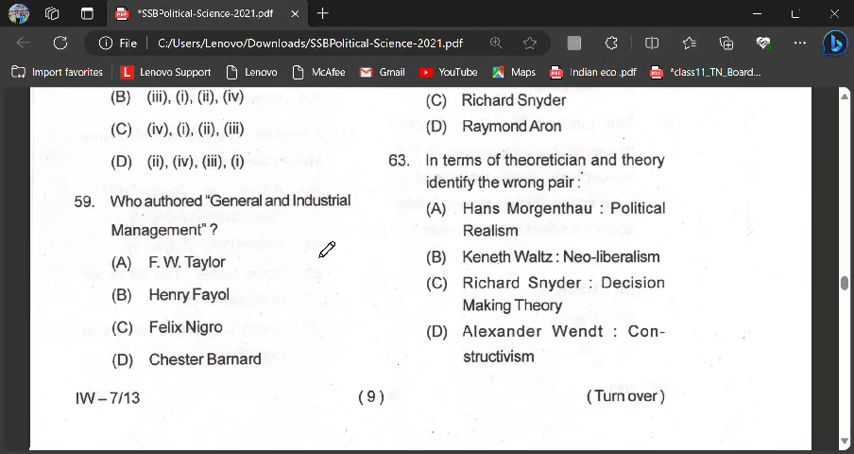 *SSBPolitical-Science-2021.pdf
File C:/Users/Lenovo/Downloads/SSBPolitical-Science-2021.pdf
Import favorites Lenovo Support Lenovo McAfee Gmail YouTube Maps Indian eco .pdf *class11_TN_Board...
(B) (iii), (i), (ii), (iv)
(C) (iv), (i), (ii), (iii)
(D) (ii), (iv), (iii), (i)
59. Who authored "General and Industrial
Management" ?
(A) F. W. Taylor
(B) Henry Fayol
(C) Felix Nigro
(D) Chester Barnard
(C) Richard Snyder
(D) Raymond Aron
63. In terms of theoretician and theory
identify the wrong pair :
(A) Hans Morgenthau : Political
Realism
(B) Keneth Waltz : Neo-liberalism
(C) Richard Snyder : Decision
Making Theory
(D) Alexander Wendt : Con-
structivism
IW – 7/13 ( 9 ) ( Turn over )